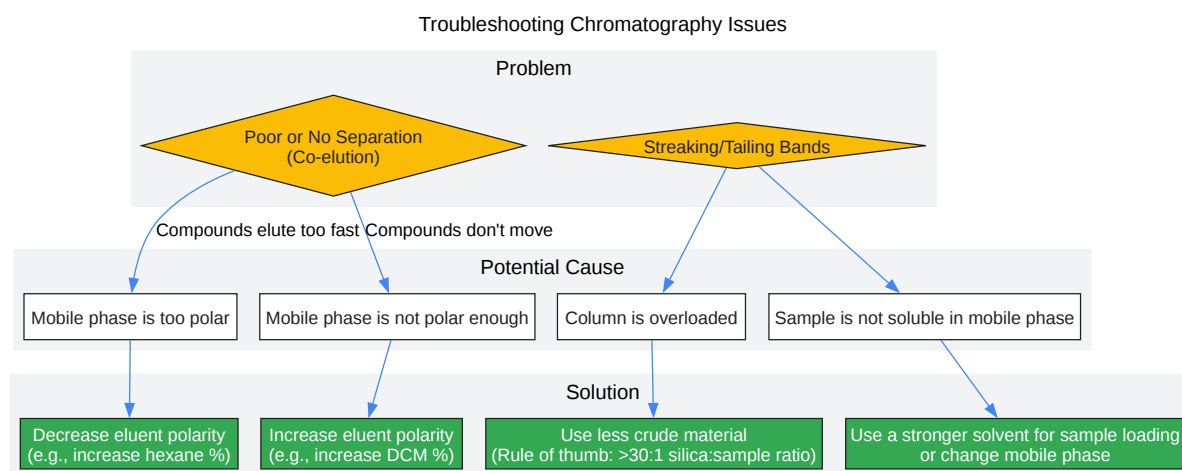 Troubleshooting Chromatography Issues
Problem
Poor or No Separation
(Co-elution)
Streaking/Tailing Bands
Compounds elute too fast
Compounds don't move
Potential Cause
Mobile phase is too polar
Mobile phase is not polar enough
Column is overloaded
Sample is not soluble in mobile phase
Solution
Decrease eluent polarity
(e.g., increase hexane %)
Increase eluent polarity
(e.g., increase DCM %)
Use less crude material
(Rule of thumb: >30:1 silica:sample ratio)
Use a stronger solvent for sample loading
or change mobile phase